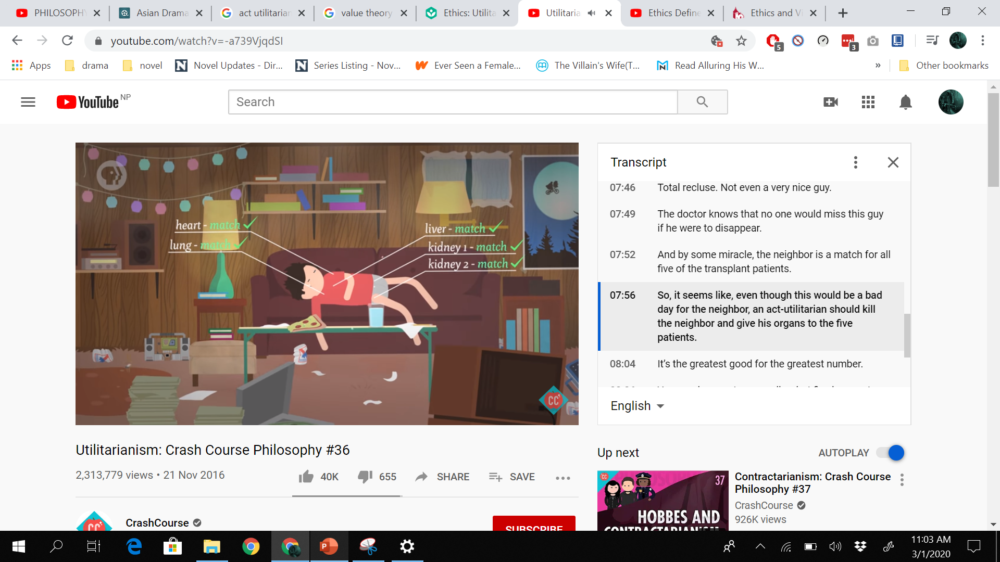 PHILOSOPHY
Asian Drama
act utilitarian
value theory
Ethics: Utilita
Utilitaria
Ethics Define
Ethics and Vi
youtube.com/watch?v=-a739VjqdSI
5
3
Apps
drama
novel
Novel Updates - Dir...
Series Listing - Nov...
Ever Seen a Female...
The Villain's Wife(T...
Read Alluring His W...
»
Other bookmarks
YouTube NP
Search
heart - match
lung - match
liver - match
kidney 1 - match
kidney 2 - match
CC
Transcript
07:46 Total recluse. Not even a very nice guy.
07:49 The doctor knows that no one would miss this guy
if he were to disappear.
07:52 And by some miracle, the neighbor is a match for all
five of the transplant patients.
07:56 So, it seems like, even though this would be a bad
day for the neighbor, an act-utilitarian should kill
the neighbor and give his organs to the five
patients.
08:04 It's the greatest good for the greatest number.
English
Utilitarianism: Crash Course Philosophy #36
2,313,779 views • 21 Nov 2016
40K 655 SHARE SAVE
CC
CrashCourse
SUBSCRIBE
Up next
AUTOPLAY
CC
37
HOBBES AND
CONTRACTARIANISM
Contractarianism: Crash Course
Philosophy #37
CrashCourse
926K views
11:03 AM
3/1/2020